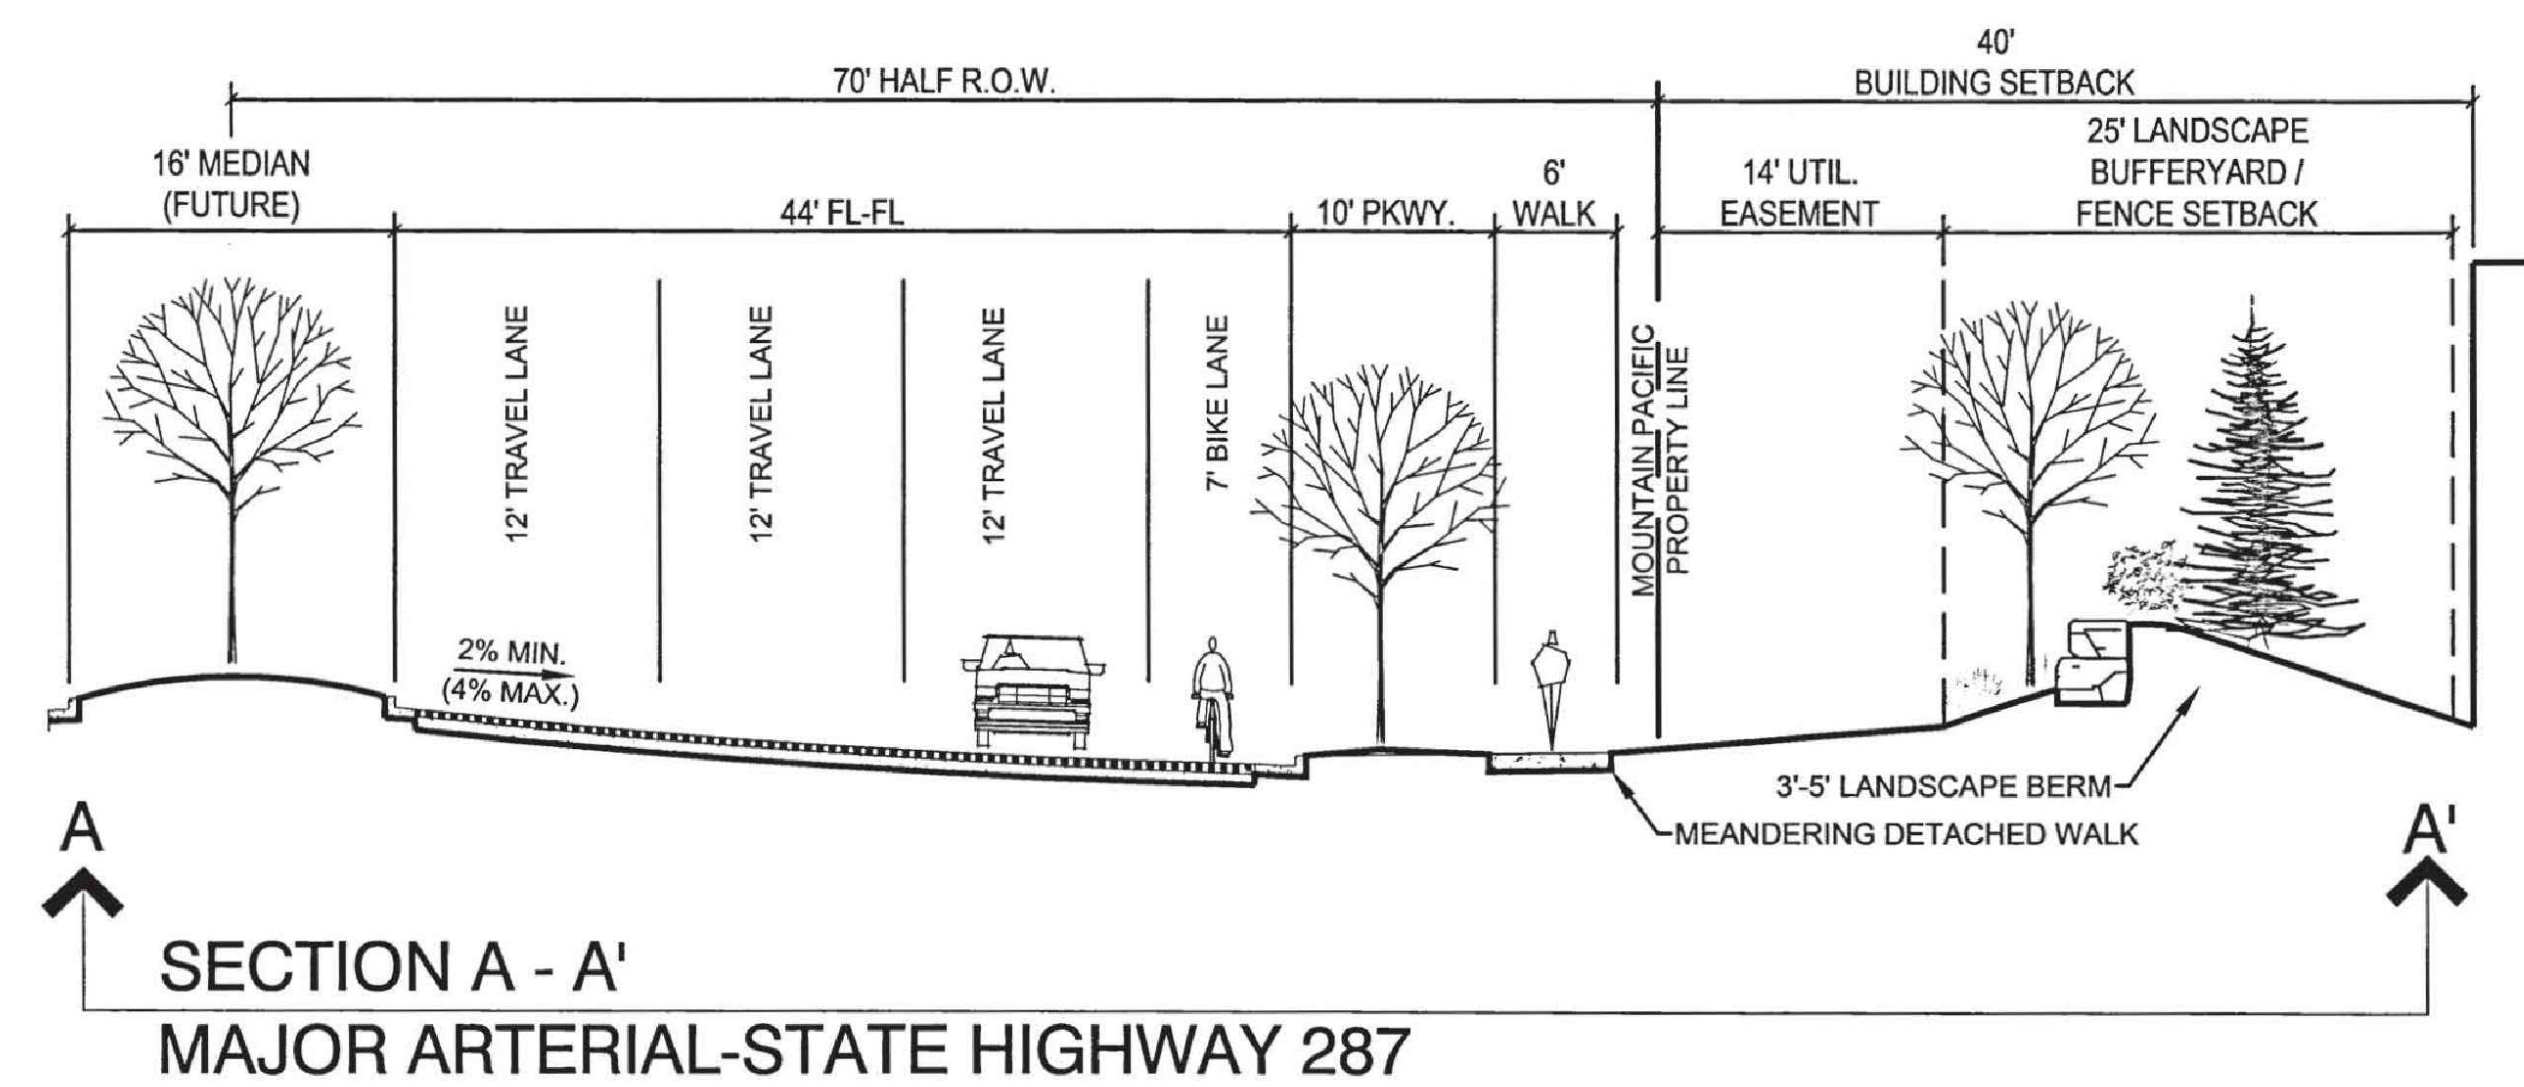 40'
70' HALF R.O.W.
BUILDING SETBACK
16' MEDIAN
(FUTURE)
44' FL-FL
10' PKWY.
6'
WALK
14' UTIL.
EASEMENT
25' LANDSCAPE
BUFFERYARD /
FENCE SETBACK
12' TRAVEL LANE
12' TRAVEL LANE
12' TRAVEL LANE
7' BIKE LANE
MOUNTAIN PACIFIC
PROPERTY LINE
2% MIN.
(4% MAX.)
3'-5' LANDSCAPE BERM
MEANDERING DETACHED WALK
A
A'
SECTION A - A'
MAJOR ARTERIAL-STATE HIGHWAY 287